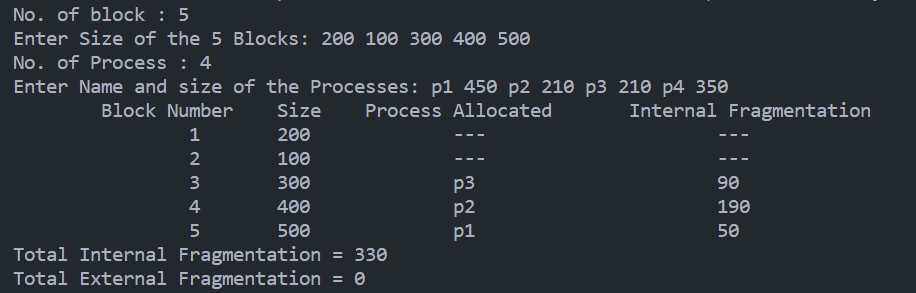 No. of block : 5
Enter Size of the 5 Blocks: 200 100 300 400 500
No. of Process : 4
Enter Name and size of the Processes: p1 450 p2 210 p3 210 p4 350
Block Number Size Process Allocated Internal Fragmentation
1 200 --- ---
2 100 --- ---
3 300 p3 90
4 400 p2 190
5 500 p1 50
Total Internal Fragmentation = 330
Total External Fragmentation = 0